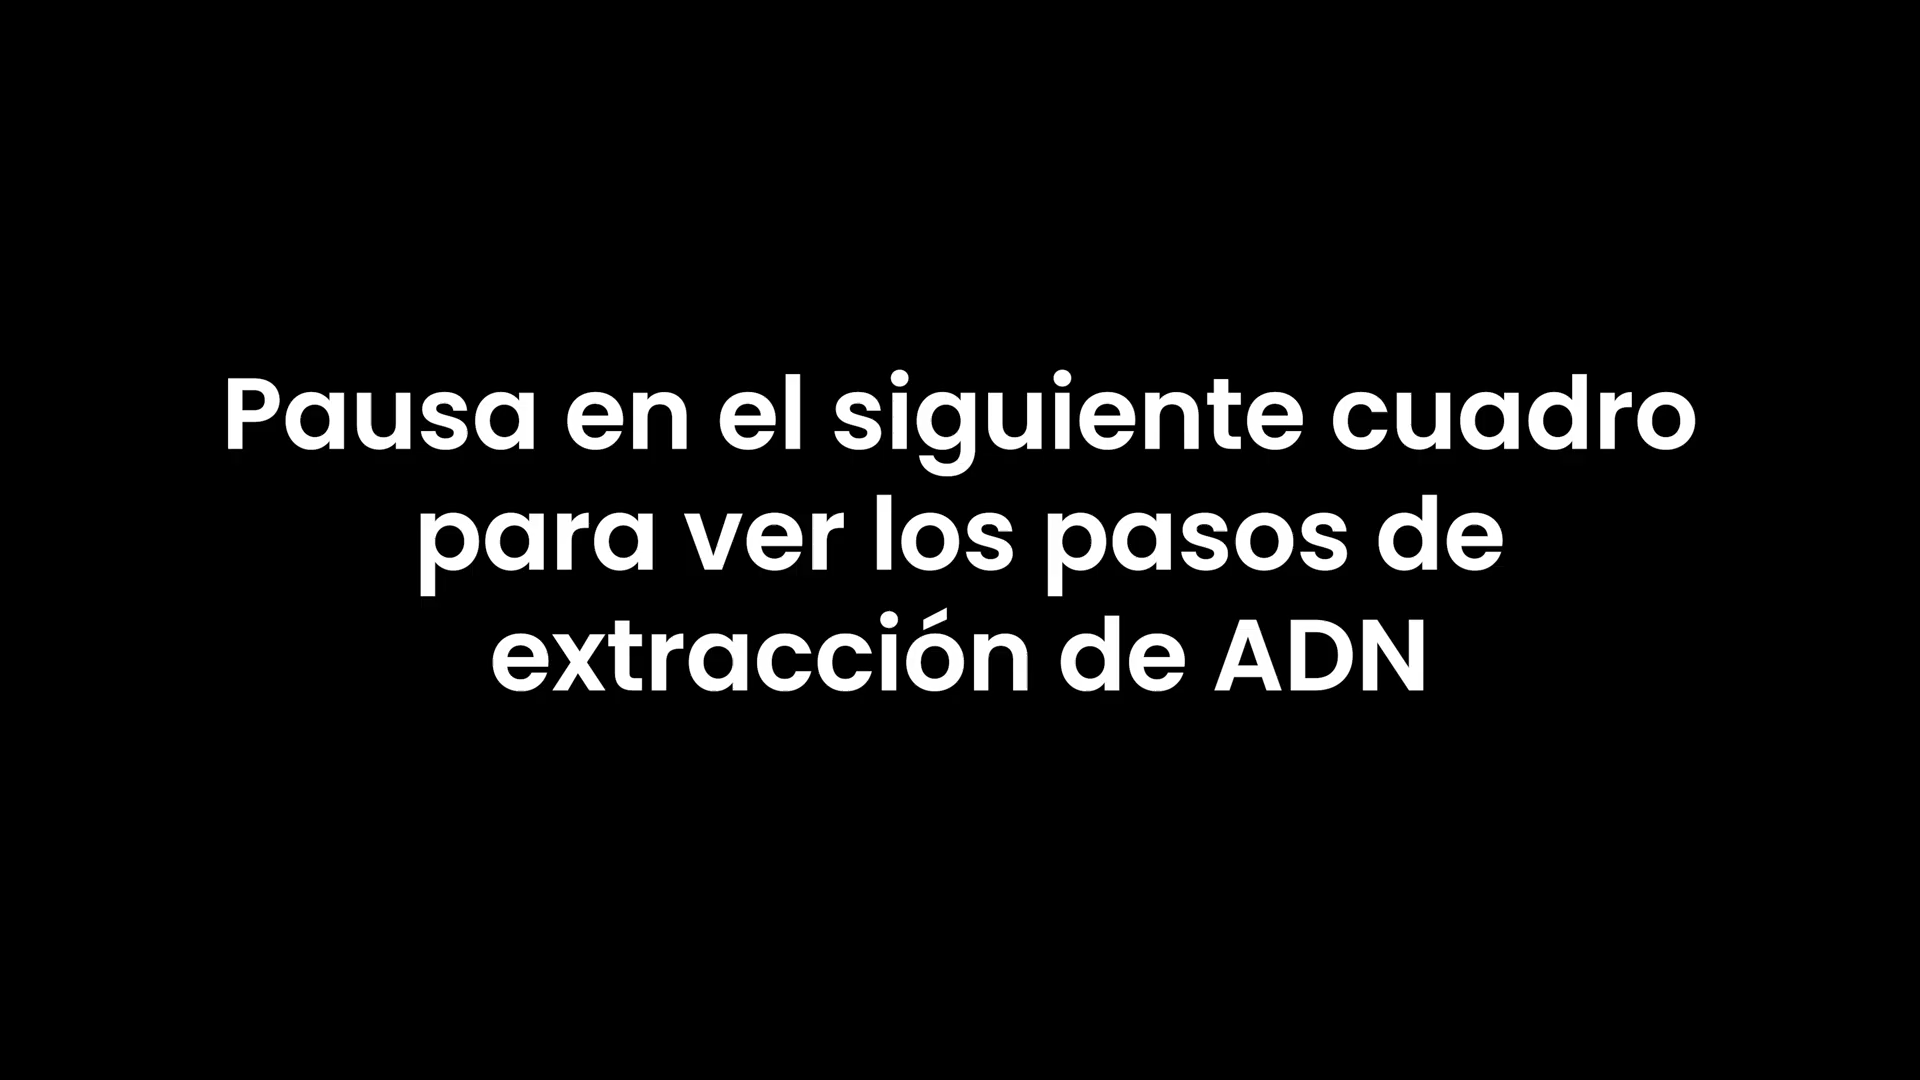 Pausa en el siguiente cuadro
para ver los pasos de
extracción de ADN